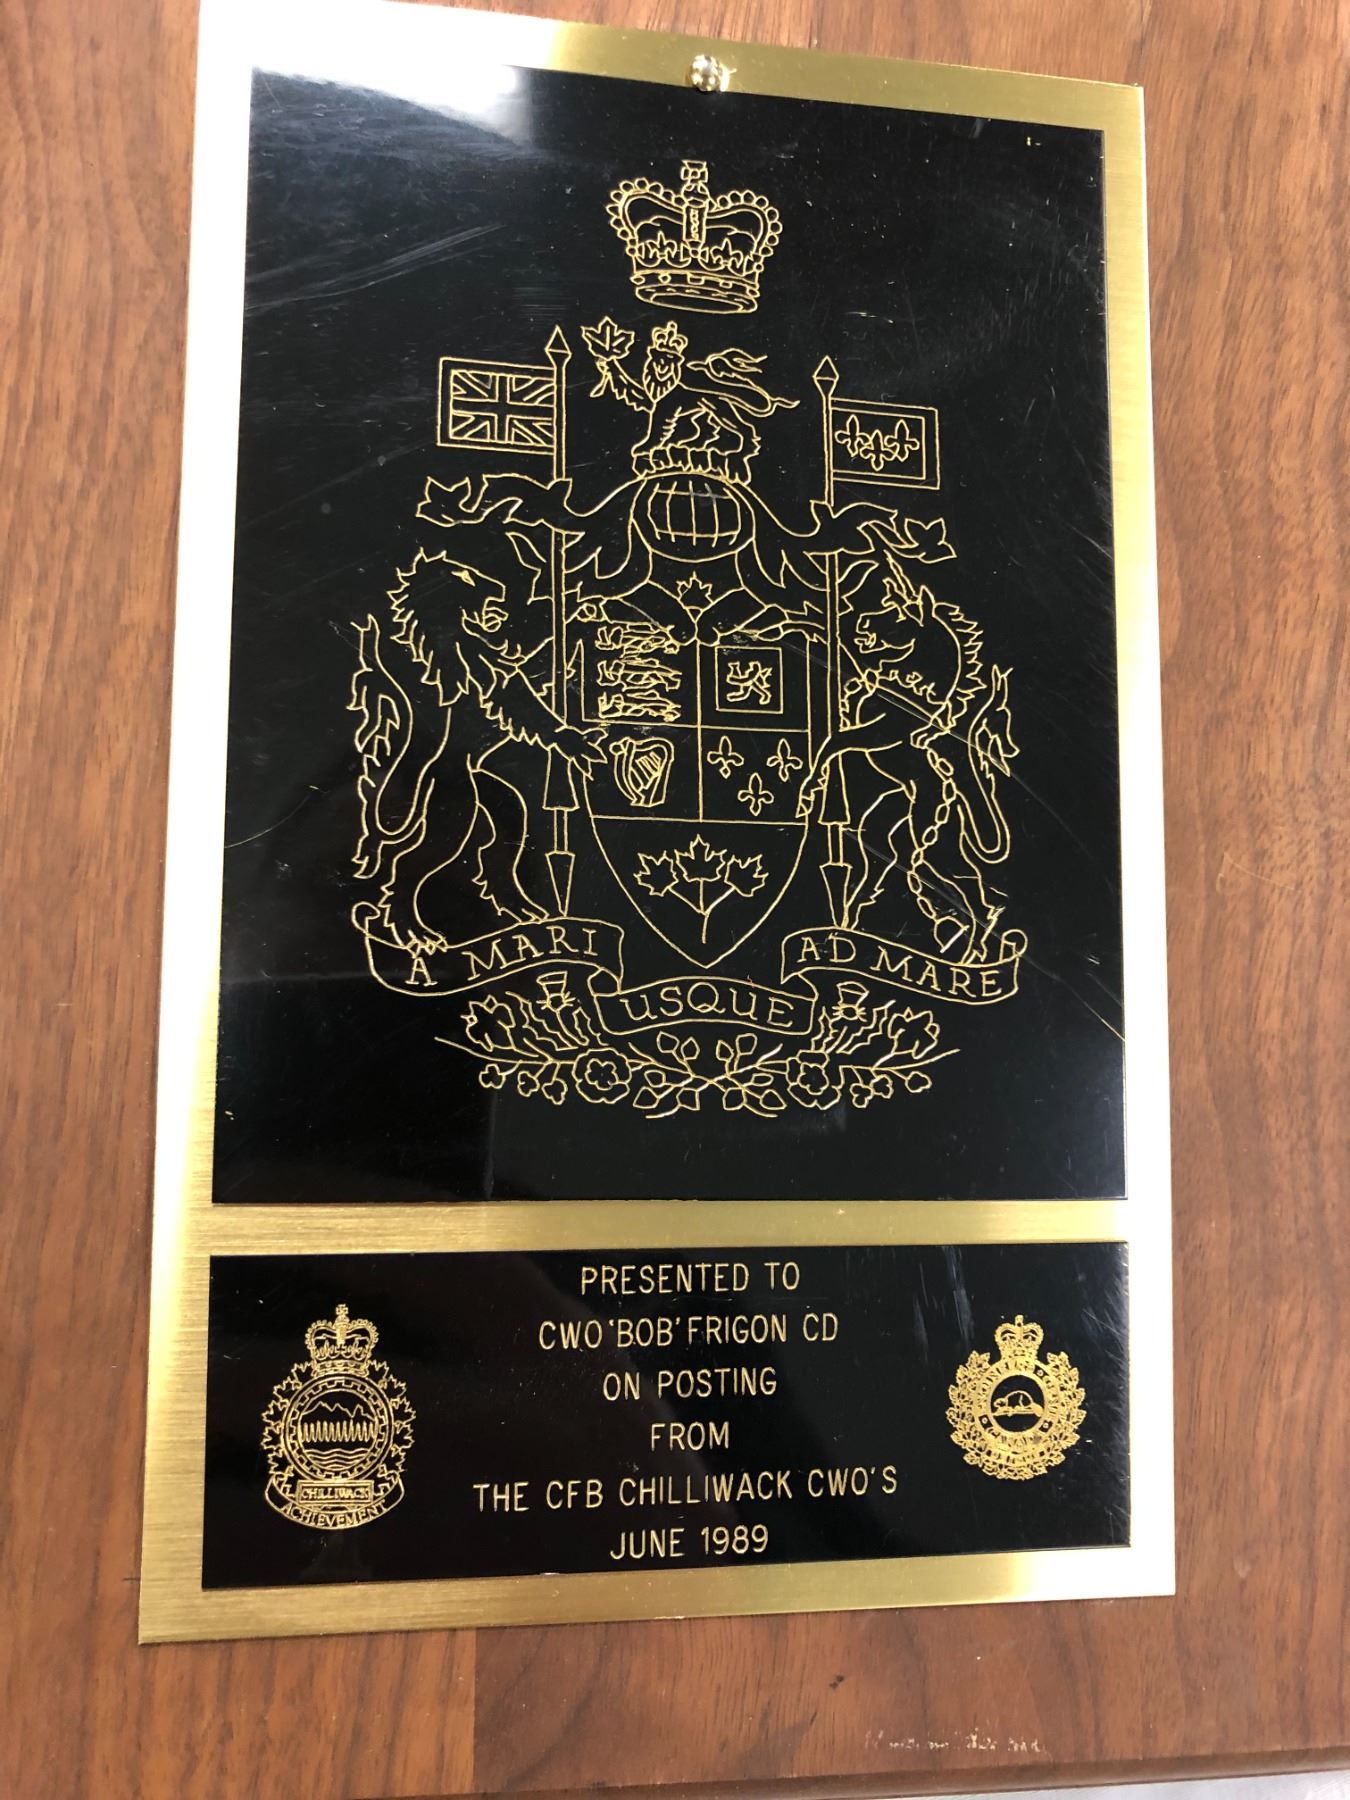 A MARI USQUE AD MARE
PRESENTED TO
CWO 'BOB' FRIGON CD
ON POSTING
FROM
THE CFB CHILLIWACK CWO'S
JUNE 1989
CHILLIWACK
ACHIEVEMENT